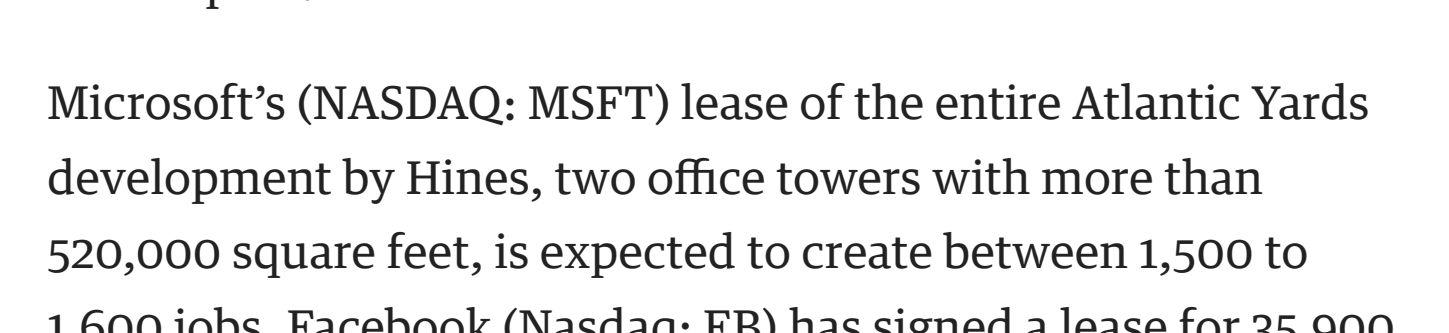 Microsoft’s (NASDAQ: MSFT) lease of the entire Atlantic Yards
development by Hines, two office towers with more than
520,000 square feet, is expected to create between 1,500 to
1,600 jobs. Facebook (Nasdaq: FB) has signed a lease for 35,900